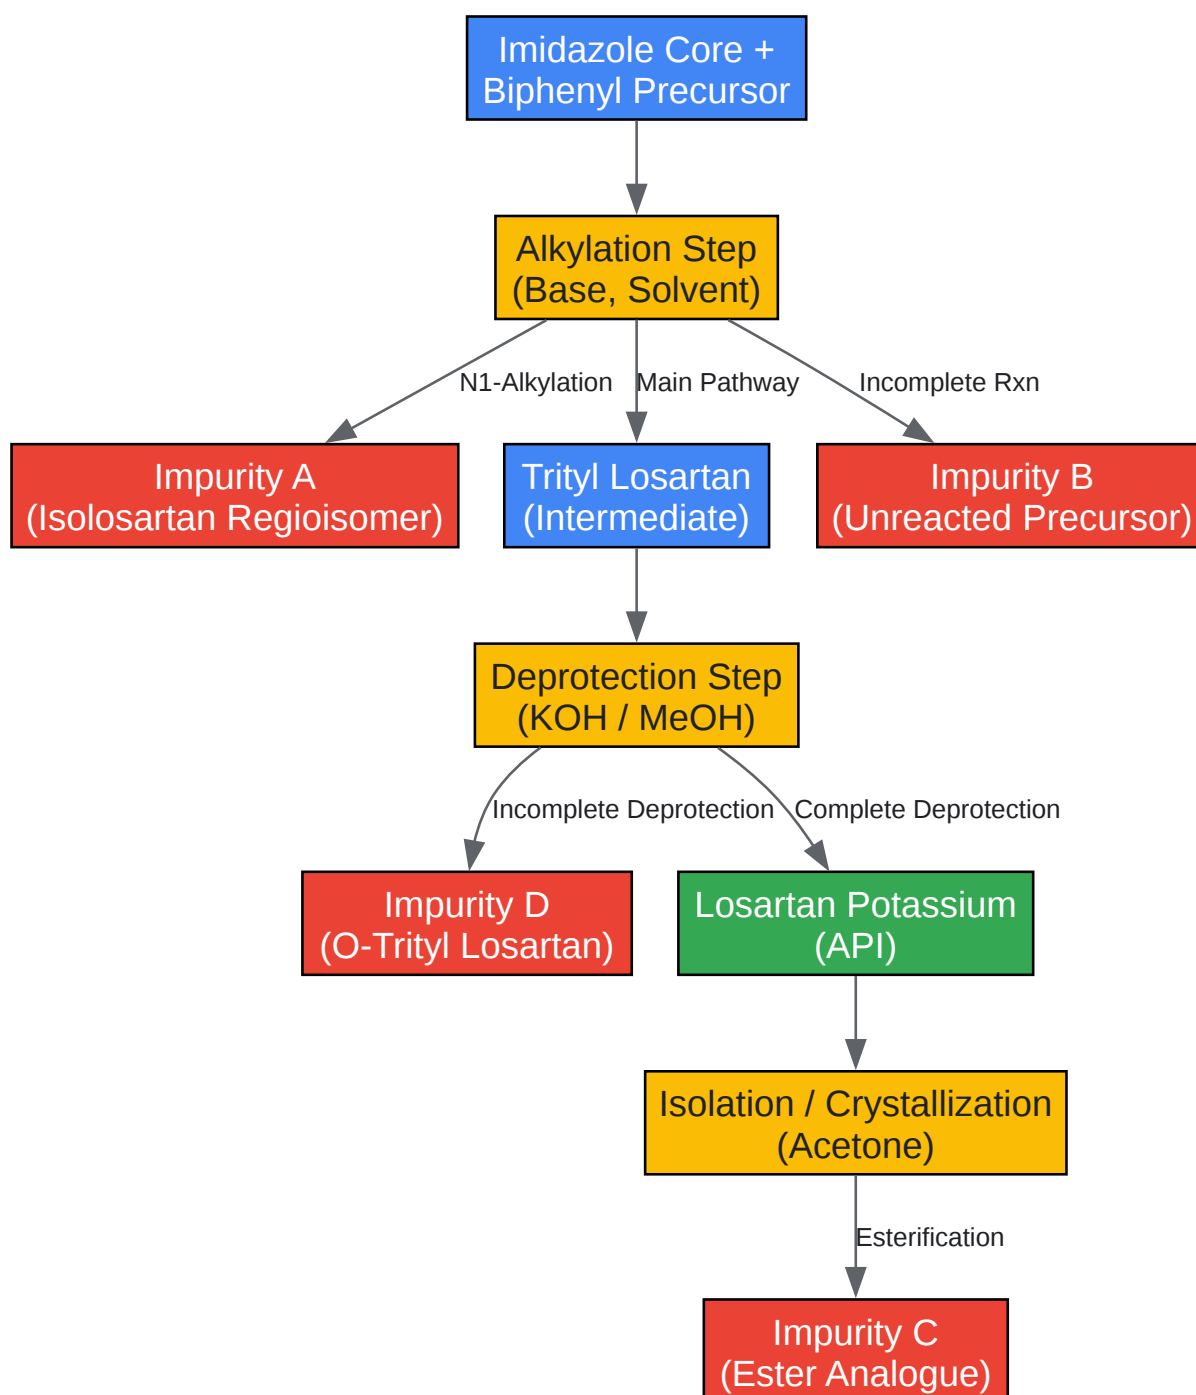 Imidazole Core +
Biphenyl Precursor
Alkylation Step
(Base, Solvent)
N1-Alkylation
Main Pathway
Incomplete Rxn
Impurity A
(Isolosartan Regioisomer)
Trityl Losartan
(Intermediate)
Impurity B
(Unreacted Precursor)
Deprotection Step
(KOH / MeOH)
Incomplete Deprotection
Complete Deprotection
Impurity D
(O-Trityl Losartan)
Losartan Potassium
(API)
Isolation / Crystallization
(Acetone)
Esterification
Impurity C
(Ester Analogue)